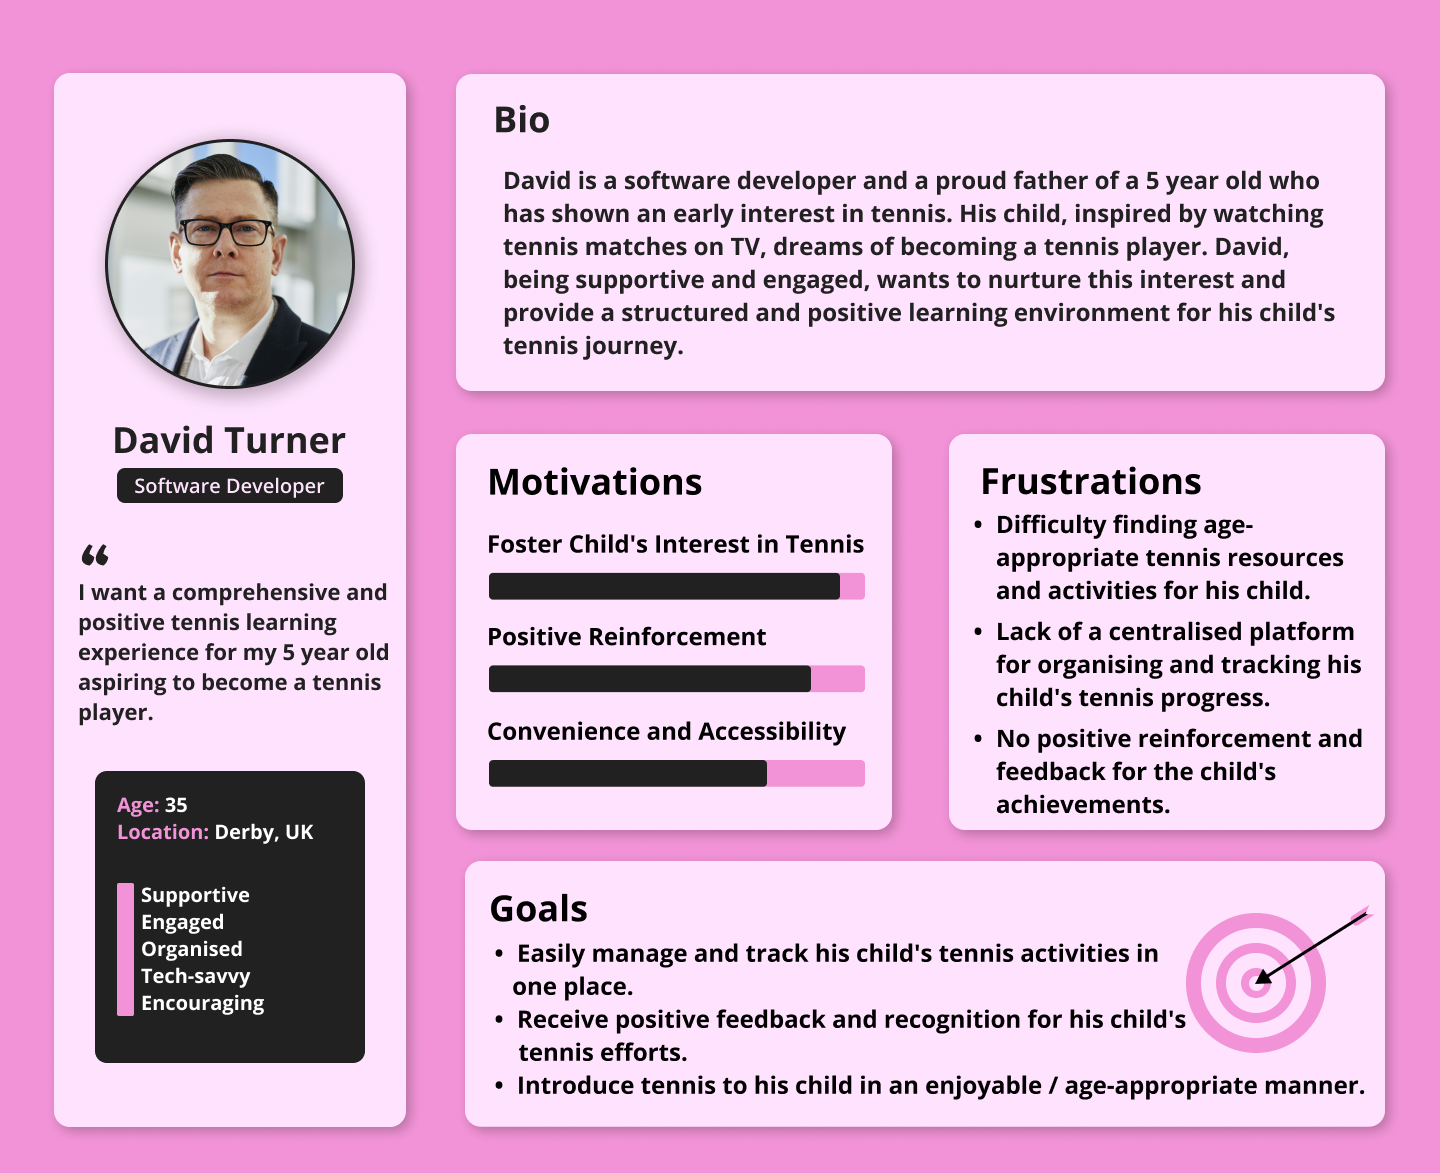 David Turner
Software Developer
“
I want a comprehensive and
positive tennis learning
experience for my 5 year old
aspiring to become a tennis
player.
Age: 35
Location: Derby, UK
Supportive
Engaged
Organised
Tech-savvy
Encouraging
Bio
David is a software developer and a proud father of a 5 year old who
has shown an early interest in tennis. His child, inspired by watching
tennis matches on TV, dreams of becoming a tennis player. David,
being supportive and engaged, wants to nurture this interest and
provide a structured and positive learning environment for his child's
tennis journey.
Motivations
Foster Child's Interest in Tennis
Positive Reinforcement
Convenience and Accessibility
Frustrations
• Difficulty finding age-
appropriate tennis resources
and activities for his child.
• Lack of a centralised platform
for organising and tracking his
child's tennis progress.
• No positive reinforcement and
feedback for the child's
achievements.
Goals
• Easily manage and track his child's tennis activities in
one place.
• Receive positive feedback and recognition for his child's
tennis efforts.
• Introduce tennis to his child in an enjoyable / age-appropriate manner.